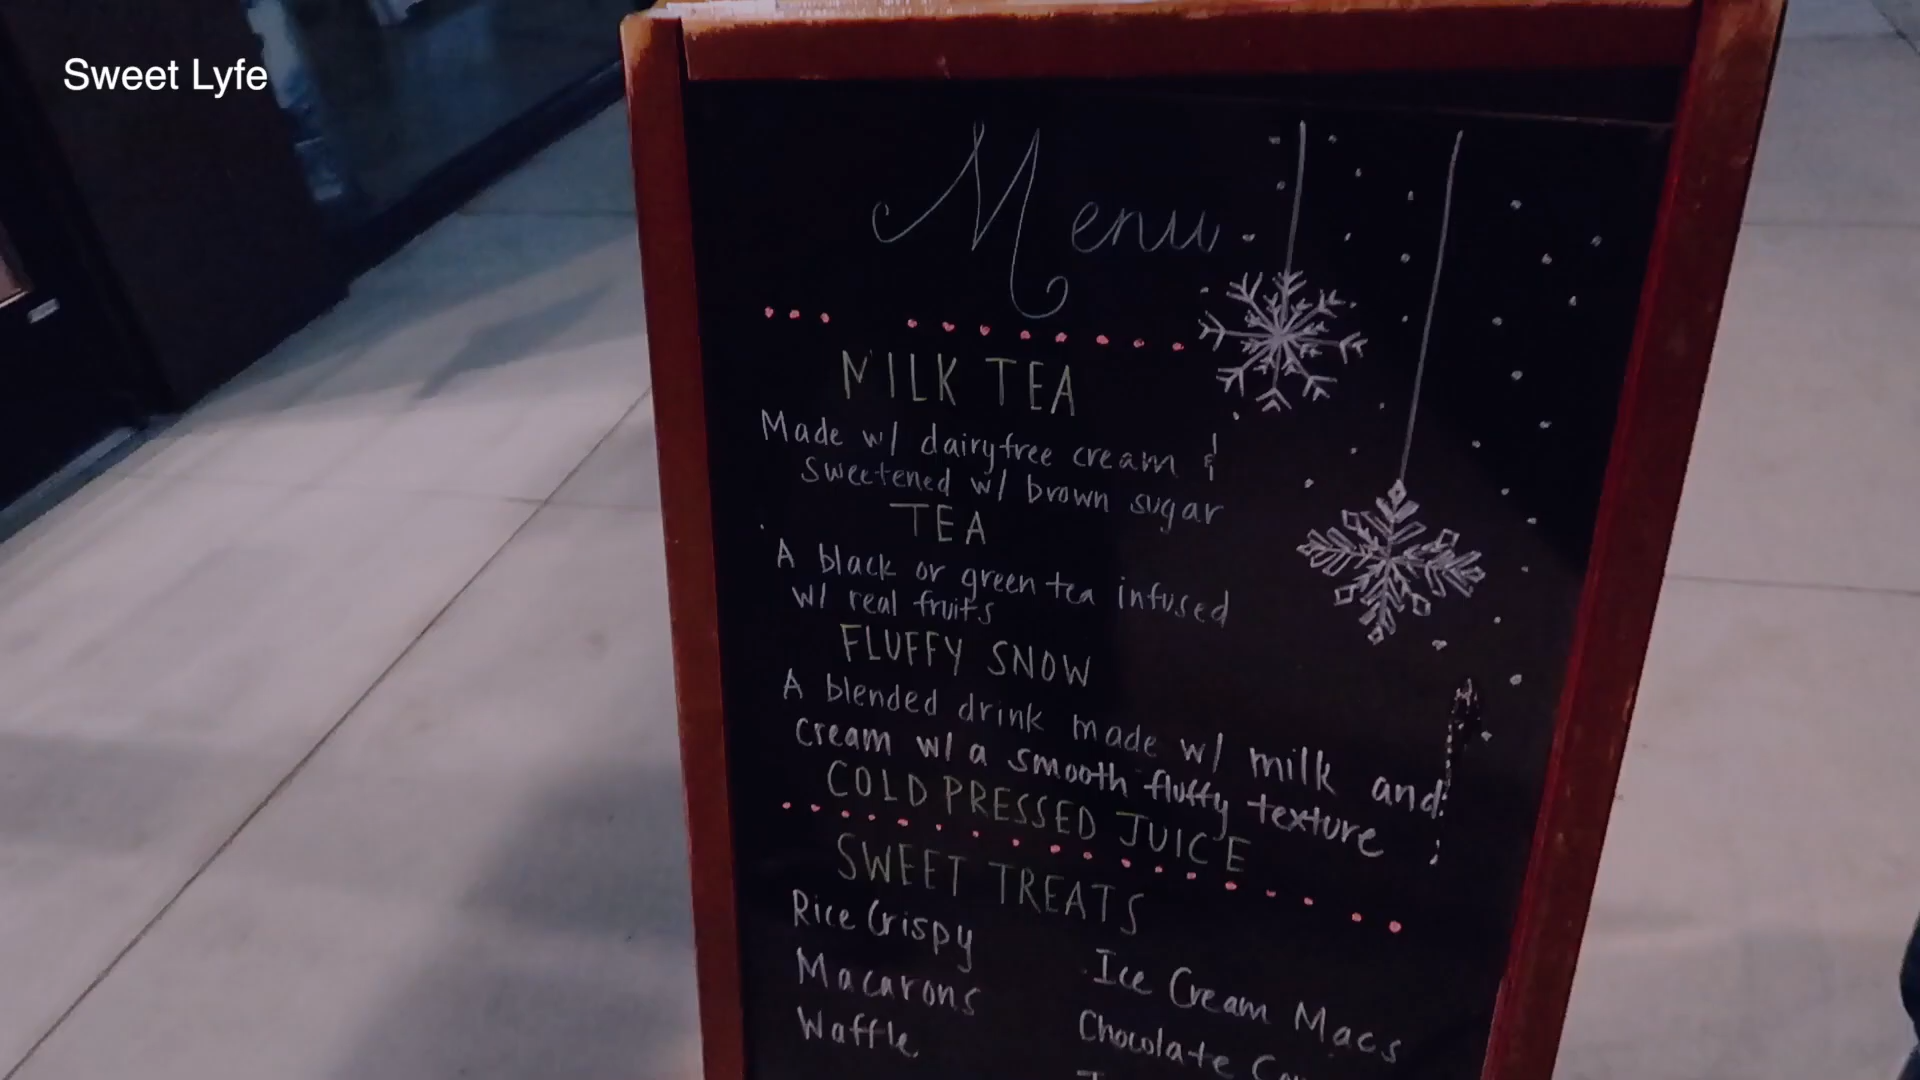 Sweet Lyfe
Menu
MILK TEA
Made w/ dairyfree cream &
sweetened w/ brown sugar
TEA
A black or green tea infused
w/ real fruits
FLUFFY SNOW
A blended drink made w/ milk and
cream w/ a smooth fluffy texture
COLD PRESSED JUICE
SWEET TREATS
Rice Crispy
Macarons
Waffle
Ice Cream Macs
Chocolate